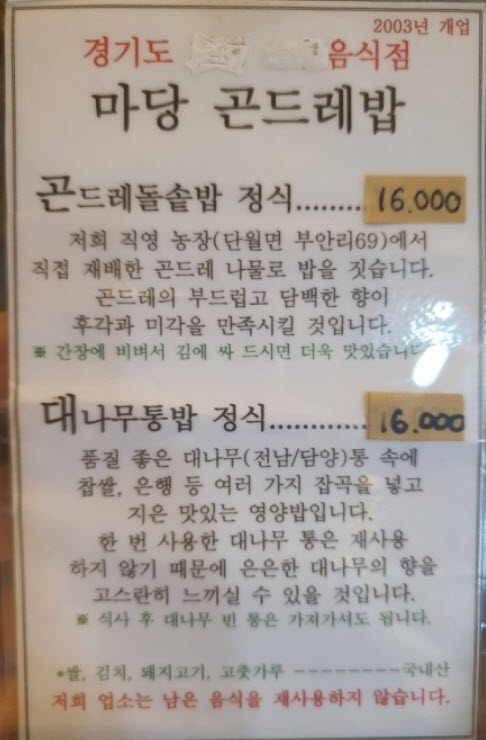 2003년 개업
경기도 음식점
마당 곤드레밥
곤드레돌솥밥 정식......... 16.000
저희 직영 농장(단월면 부안리69)에서
직접 재배한 곤드레 나물로 밥을 짓습니다.
곤드레의 부드럽고 담백한 향이
후각과 미각을 만족시킬 것입니다.
※ 간장에 비벼서 김에 싸 드시면 더욱 맛있습니다
대나무통밥 정식............ 16.000
품질 좋은 대나무(전남/담양)통 속에
찹쌀, 은행 등 여러 가지 잡곡을 넣고
지은 맛있는 영양밥입니다.
한 번 사용한 대나무 통은 재사용
하지 않기 때문에 은은한 대나무의 향을
고스란히 느끼실 수 있을 것입니다.
※ 식사 후 대나무 빈 통은 가져가셔도 됩니다.
*쌀, 김치, 돼지고기, 고춧가루 ---------국내산
저희 업소는 남은 음식을 재사용하지 않습니다.